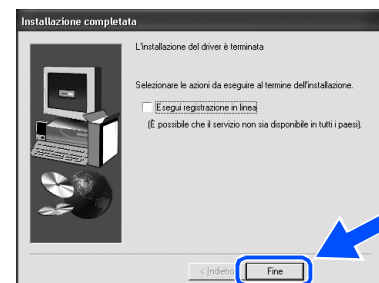 Installazione completata
L'installazione del driver è terminata
Selezionare le azioni da eseguire al termine dell'installazione.
Esegui registrazione in linea
(È possibile che il servizio non sia disponibile in tutti i paesi).
< Indietro
Fine